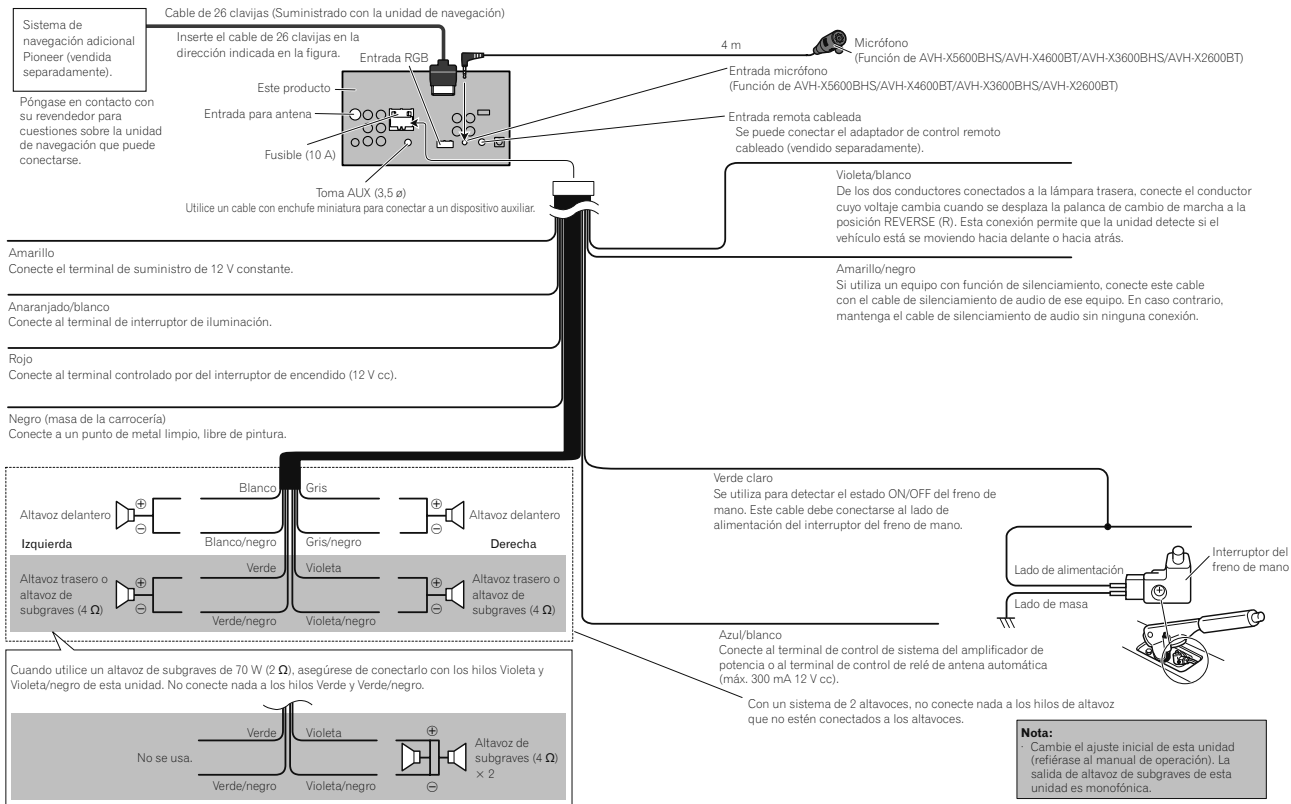 Sistema de
navegación adicional
Pioneer (vendida
separadamente).
Póngase en contacto con
su revendedor para
cuestiones sobre la unidad
de navegación que puede
conectarse.
Cable de 26 clavijas (Suministrado con la unidad de navegación)
Inserte el cable de 26 clavijas en la
dirección indicada en la figura.
Entrada RGB
Este producto
Entrada para antena
Fusible (10 A)
Toma AUX (3,5 ø)
Utilice un cable con enchufe miniatura para conectar a un dispositivo auxiliar.
4 m
Micrófono
(Función de AVH-X5600BHS/AVH-X4600BT/AVH-X3600BHS/AVH-X2600BT)
Entrada micrófono
(Función de AVH-X5600BHS/AVH-X4600BT/AVH-X3600BHS/AVH-X2600BT)
Entrada remota cableada
Se puede conectar el adaptador de control remoto
cableado (vendido separadamente).
Violeta/blanco
De los dos conductores conectados a la lámpara trasera, conecte el conductor
cuyo voltaje cambia cuando se desplaza la palanca de cambio de marcha a la
posición REVERSE (R). Esta conexión permite que la unidad detecte si el
vehículo está se moviendo hacia delante o hacia atrás.
Amarillo/negro
Si utiliza un equipo con función de silenciamiento, conecte este cable
con el cable de silenciamiento de audio de ese equipo. En caso contrario,
mantenga el cable de silenciamiento de audio sin ninguna conexión.
Amarillo
Conecte el terminal de suministro de 12 V constante.
Anaranjado/blanco
Conecte al terminal de interruptor de iluminación.
Rojo
Conecte al terminal controlado por del interruptor de encendido (12 V cc).
Negro (masa de la carrocería)
Conecte a un punto de metal limpio, libre de pintura.
Blanco
Gris
Altavoz delantero
⊕
⊖
⊕
⊖
Altavoz delantero
Blanco/negro
Gris/negro
Izquierda
Derecha
Verde
Violeta
Altavoz trasero o
altavoz de
subgraves (4 Ω)
⊕
⊖
⊕
⊖
Altavoz trasero o
altavoz de
subgraves (4 Ω)
Verde/negro
Violeta/negro
Cuando utilice un altavoz de subgraves de 70 W (2 Ω), asegúrese de conectarlo con los hilos Violeta y
Violeta/negro de esta unidad. No conecte nada a los hilos Verde y Verde/negro.
Verde
Violeta
No se usa.
⊕
⊖
Altavoz de
subgraves (4 Ω)
× 2
Verde/negro
Violeta/negro
Verde claro
Se utiliza para detectar el estado ON/OFF del freno de
mano. Este cable debe conectarse al lado de
alimentación del interruptor del freno de mano.
Lado de alimentación
Lado de masa
Interruptor del
freno de mano
Azul/blanco
Conecte al terminal de control de sistema del amplificador de
potencia o al terminal de control de relé de antena automática
(máx. 300 mA 12 V cc).
Con un sistema de 2 altavoces, no conecte nada a los hilos de altavoz
que no estén conectados a los altavoces.
Nota:
· Cambie el ajuste inicial de esta unidad
(refiérase al manual de operación). La
salida de altavoz de subgraves de esta
unidad es monofónica.